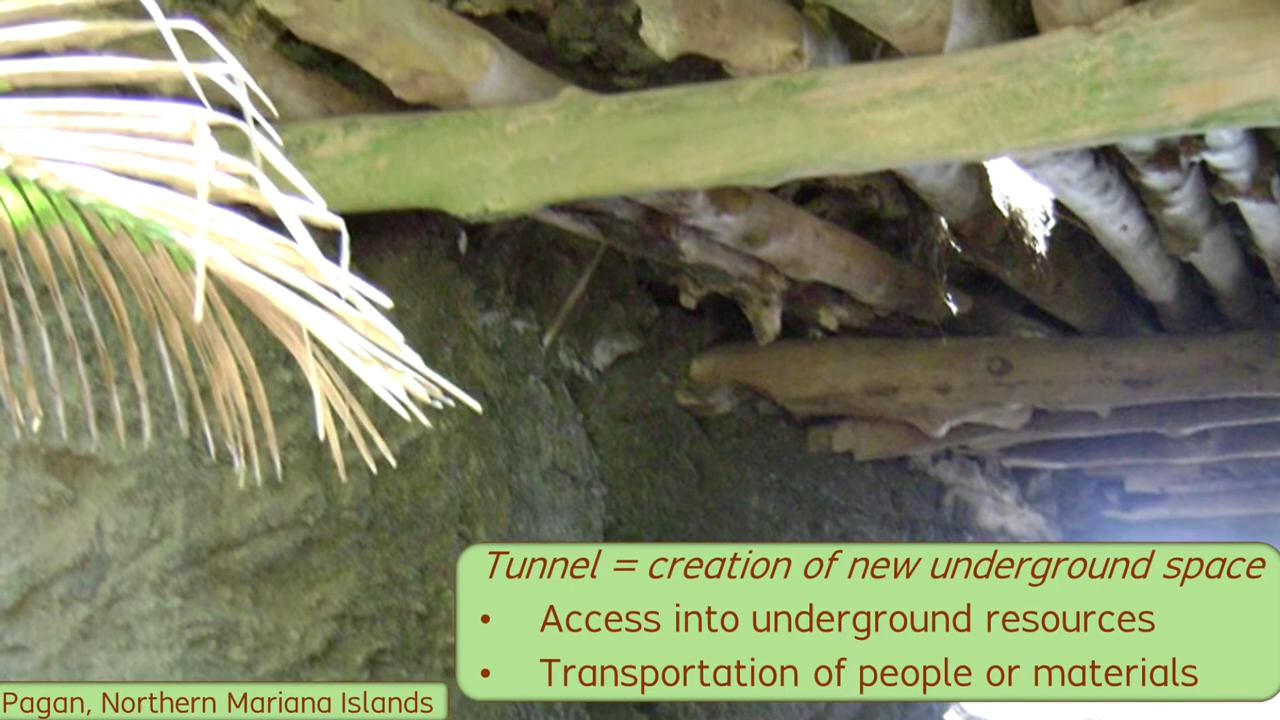 Tunnel = creation of new underground space
• Access into underground resources
• Transportation of people or materials
Pagan, Northern Mariana Islands